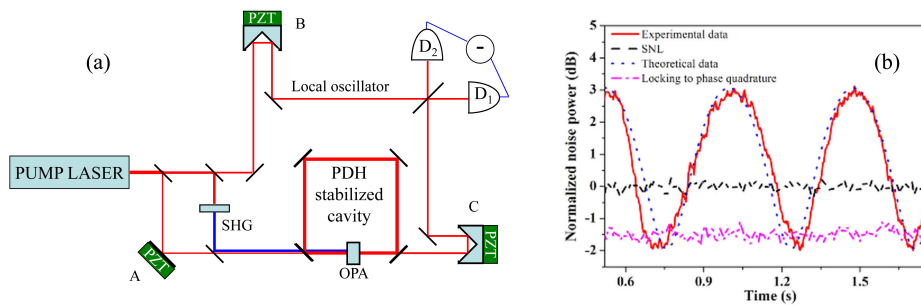 (a)
PZT
B
D2
-
Local oscillator
D1
PUMP LASER
PDH
stabilized
cavity
SHG
C
PZT
OPA
A
PZT
(b)
Experimental data
SNL
Theoretical data
Locking to phase quadrature
Normalized noise power (dB)
5
4
3
2
1
0
-1
-2
0.6
0.9
1.2
1.5
Time (s)